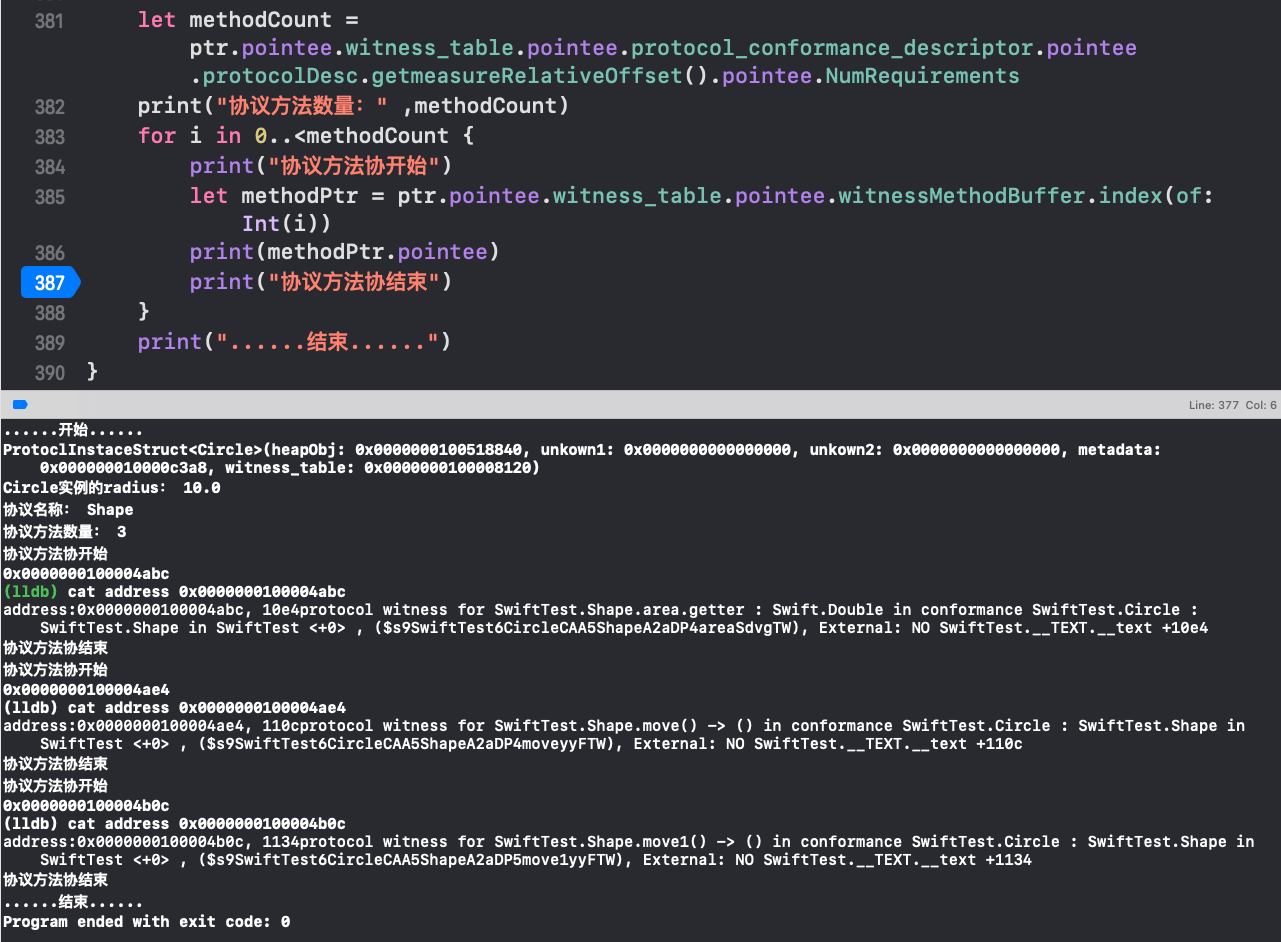 381 let methodCount =
ptr.pointee.witness_table.pointee.protocol_conformance_descriptor.pointee
.protocolDesc.getmeasureRelativeOffset().pointee.NumRequirements
382 print("协议方法数量：" ,methodCount)
383 for i in 0..<methodCount {
384 print("协议方法协开始")
385 let methodPtr = ptr.pointee.witness_table.pointee.witnessMethodBuffer.index(of:
Int(i))
386 print(methodPtr.pointee)
387 print("协议方法协结束")
388 }
389 print("......结束......")
390 }
Line: 377 Col: 6
......开始......
ProtoclInstaceStruct<Circle>(heapObj: 0x0000000100518840, unkown1: 0x0000000000000000, unkown2: 0x0000000000000000, metadata:
0x000000010000c3a8, witness_table: 0x0000000100008120)
Circle实例的radius： 10.0
协议名称： Shape
协议方法数量： 3
协议方法协开始
0x0000000100004abc
(lldb) cat address 0x0000000100004abc
address:0x0000000100004abc, 10e4protocol witness for SwiftTest.Shape.area.getter : Swift.Double in conformance SwiftTest.Circle :
SwiftTest.Shape in SwiftTest <+0> , ($s9SwiftTest6CircleCAA5ShapeA2aDP4areaSdvgTW), External: NO SwiftTest.__TEXT.__text +10e4
协议方法协结束
协议方法协开始
0x0000000100004ae4
(lldb) cat address 0x0000000100004ae4
address:0x0000000100004ae4, 110cprotocol witness for SwiftTest.Shape.move() -> () in conformance SwiftTest.Circle : SwiftTest.Shape in
SwiftTest <+0> , ($s9SwiftTest6CircleCAA5ShapeA2aDP4moveyyFTW), External: NO SwiftTest.__TEXT.__text +110c
协议方法协结束
协议方法协开始
0x0000000100004b0c
(lldb) cat address 0x0000000100004b0c
address:0x0000000100004b0c, 1134protocol witness for SwiftTest.Shape.move1() -> () in conformance SwiftTest.Circle : SwiftTest.Shape in
SwiftTest <+0> , ($s9SwiftTest6CircleCAA5ShapeA2aDP5move1yyFTW), External: NO SwiftTest.__TEXT.__text +1134
协议方法协结束
......结束......
Program ended with exit code: 0